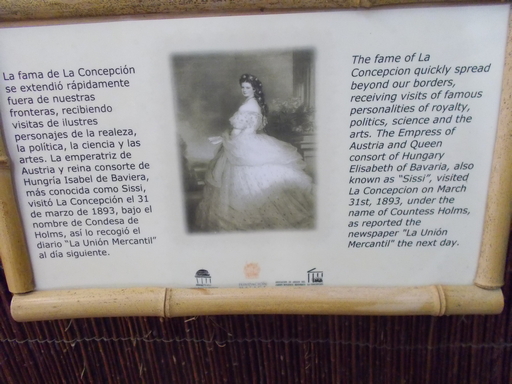 La fama de La Concepción
se extendió rápidamente
fuera de nuestras
fronteras, recibiendo
visitas de ilustres
personajes de la realeza,
la política, la ciencia y las
artes. La emperatriz de
Austria y reina consorte de
Hungría Isabel de Baviera,
más conocida como Sissi,
visitó La Concepción el 31
de marzo de 1893, bajo el
nombre de Condesa de
Holms, así lo recogió el
diario "La Unión Mercantil"
al día siguiente.
The fame of La
Concepcion quickly spread
beyond our borders,
receiving visits of famous
personalities of royalty,
politics, science and the
arts. The Empress of
Austria and Queen
consort of Hungary
Elisabeth of Bavaria, also
known as "Sissi", visited
La Concepcion on March
31st, 1893, under the
name of Countess Holms,
as reported the
newspaper "La Unión
Mercantil" the next day.